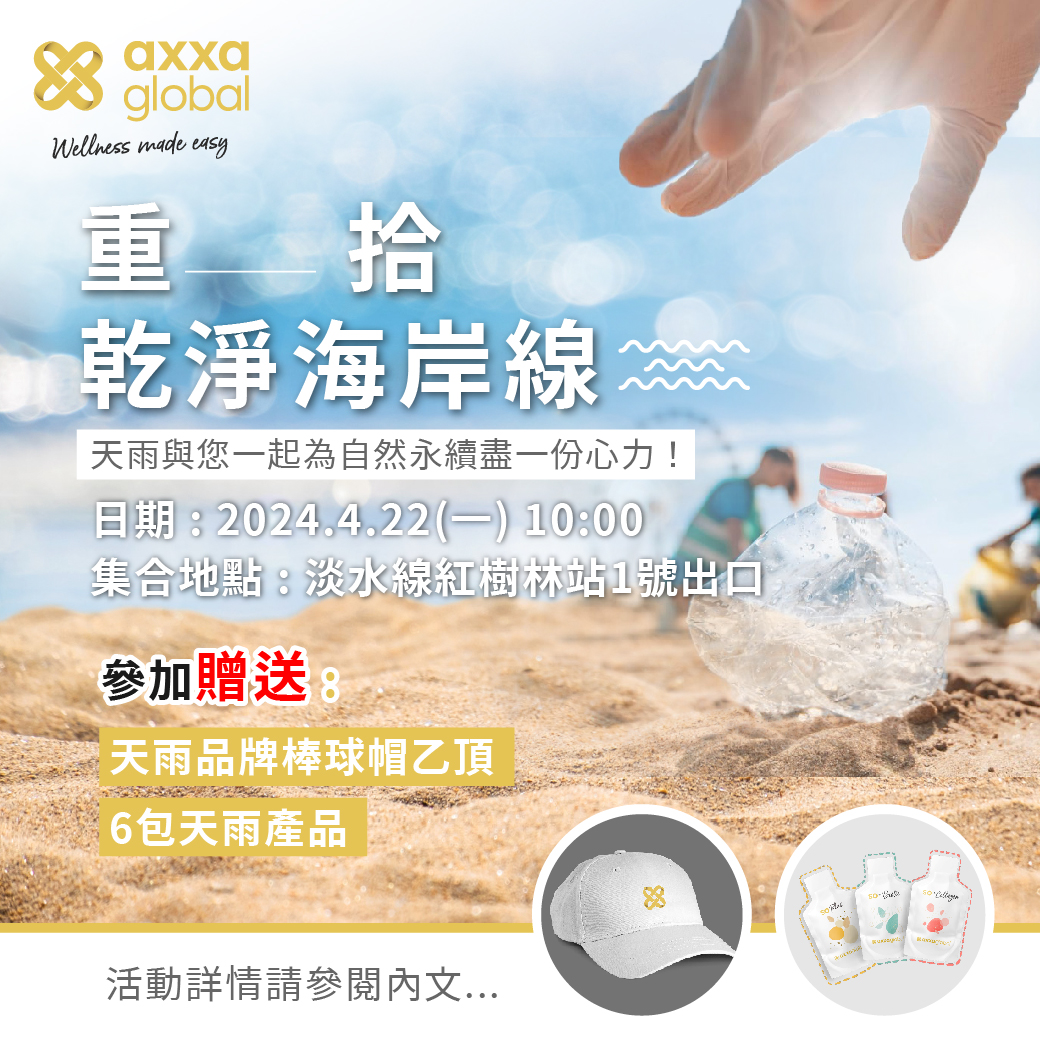 axxa
global
Wellness made easy
重 拾
乾淨海岸線
天雨與您一起為自然永續盡一份心力！
日期：2024.4.22(一) 10:00
集合地點：淡水線紅樹林站1號出口
參加贈送：
天雨品牌棒球帽乙頂
6包天雨產品
活動詳情請參閱內文...